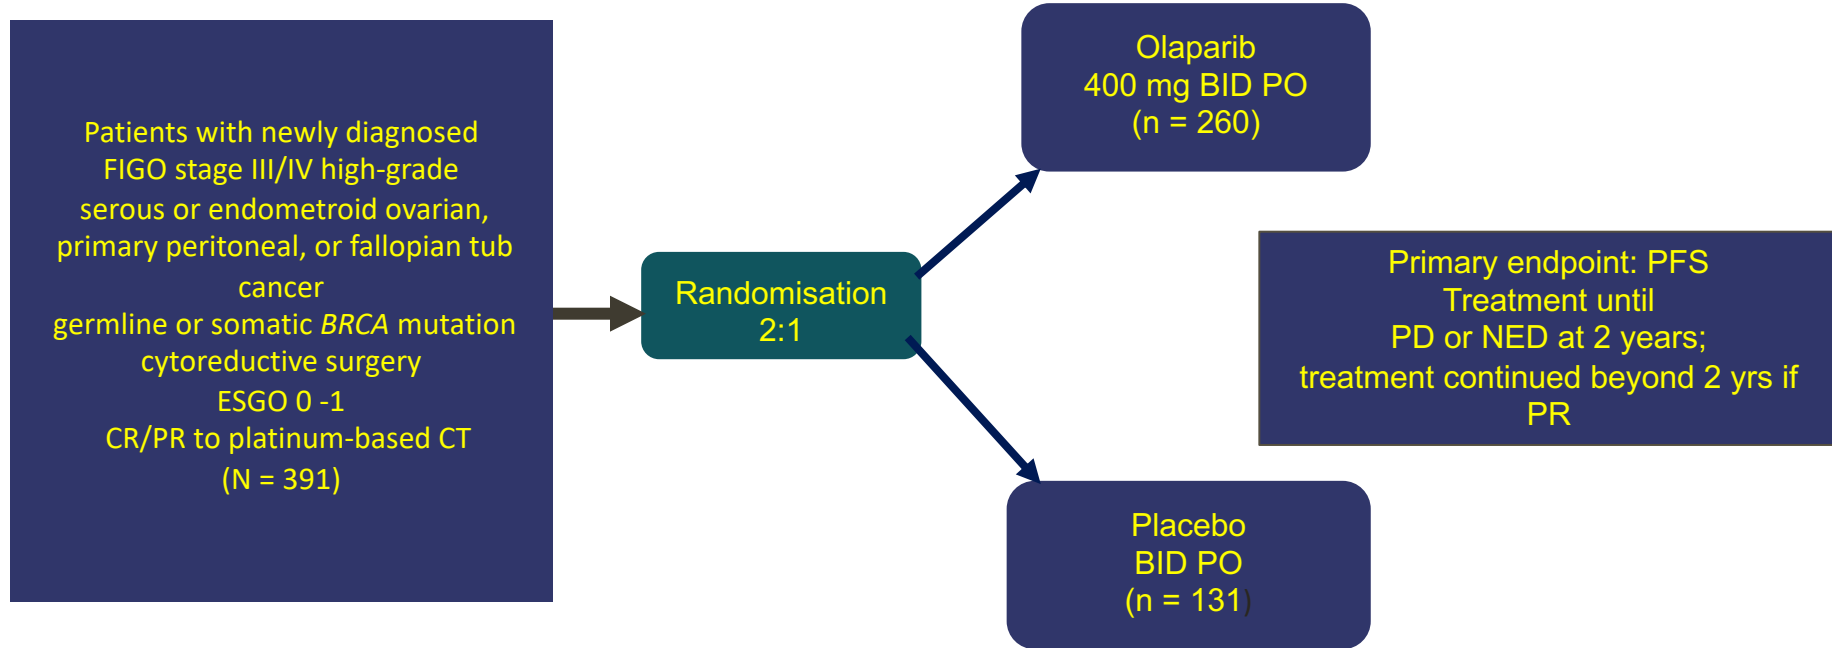 Patients with newly diagnosed
FIGO stage III/IV high-grade
serous or endometroid ovarian,
primary peritoneal, or fallopian tub
cancer
germline or somatic BRCA mutation
cytoreductive surgery
ESGO 0 -1
CR/PR to platinum-based CT
(N = 391)
Randomisation
2:1
Olaparib
400 mg BID PO
(n = 260)
Placebo
BID PO
(n = 131)
Primary endpoint: PFS
Treatment until
PD or NED at 2 years;
treatment continued beyond 2 yrs if
PR